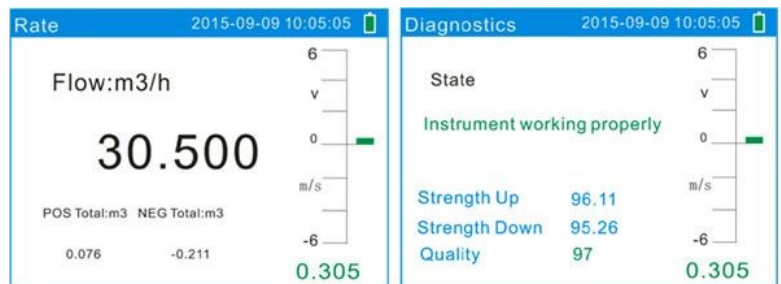 Rate 2015-09-09 10:05:05
Flow:m3/h
30.500
POS Total:m3 NEG Total:m3
0.076 -0.211
6
v
0
m/s
-6
0.305
Diagnostics 2015-09-09 10:05:05
State
Instrument working properly
Strength Up 96.11
Strength Down 95.26
Quality 97
6
v
0
m/s
-6
0.305